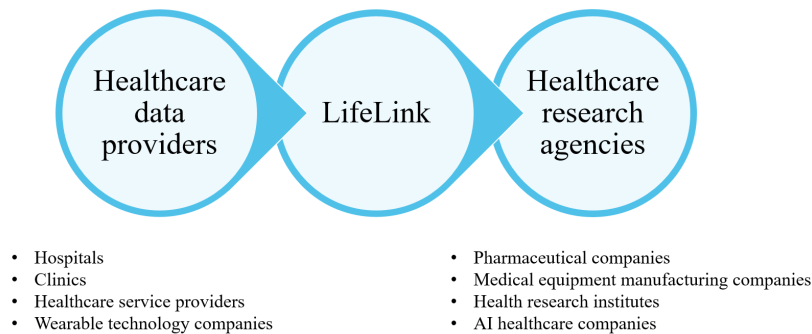 Healthcare
data
providers
LifeLink
Healthcare
research
agencies
• Hospitals
• Clinics
• Healthcare service providers
• Wearable technology companies
• Pharmaceutical companies
• Medical equipment manufacturing companies
• Health research institutes
• AI healthcare companies